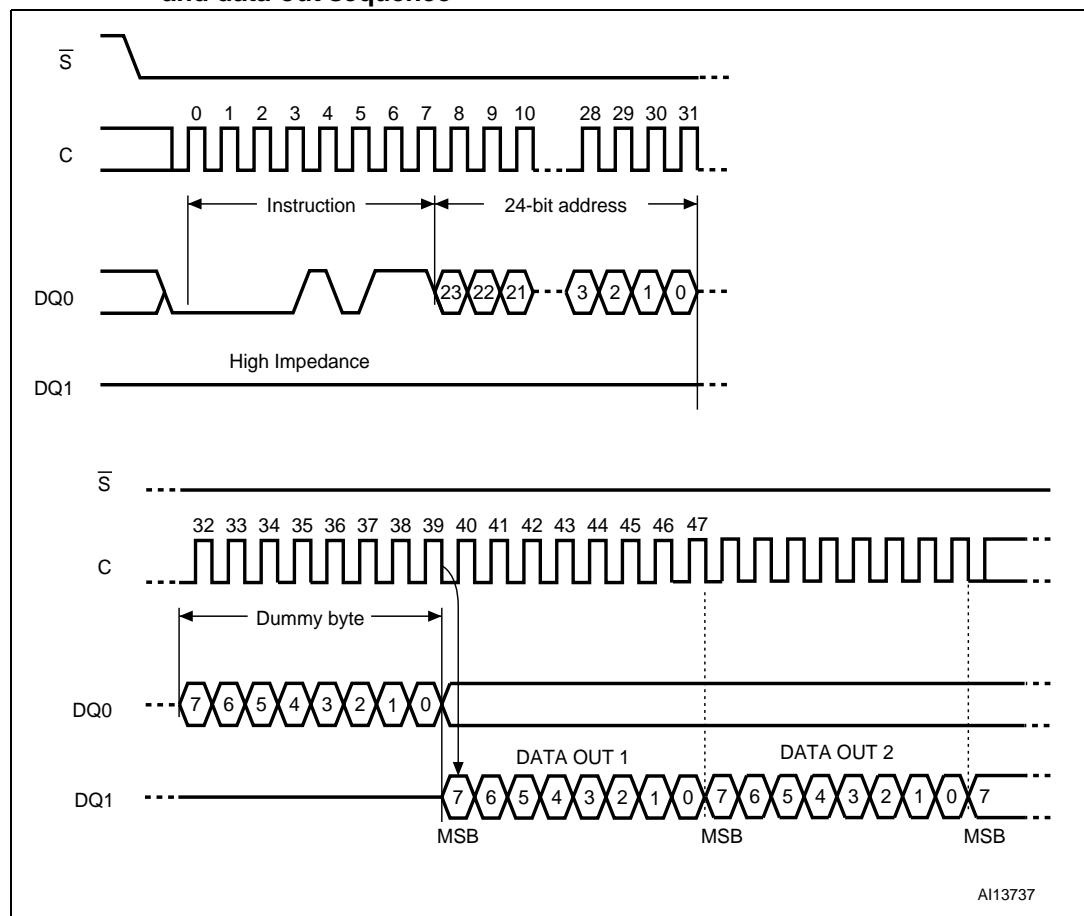 and data-out sequence
S
0 1 2 3 4 5 6 7 8 9 10 28 29 30 31
C
Instruction 24-bit address
DQ0 23 22 21 3 2 1 0
High Impedance
DQ1
S
32 33 34 35 36 37 38 39 40 41 42 43 44 45 46 47
C
Dummy byte
DQ0 7 6 5 4 3 2 1 0
DATA OUT 1 DATA OUT 2
DQ1 7 6 5 4 3 2 1 0 7 6 5 4 3 2 1 0 7
MSB MSB MSB
AI13737